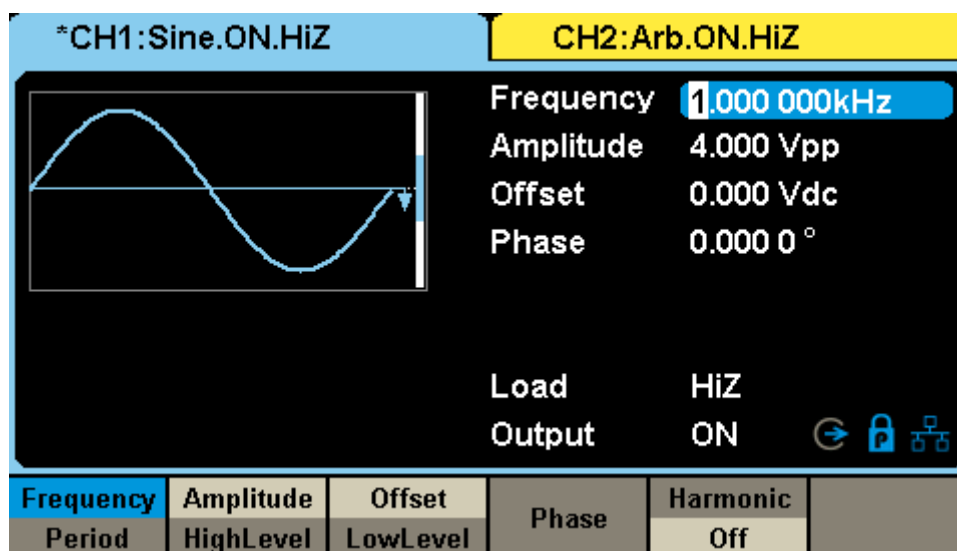 *CH1:Sine.ON.HiZ CH2:Arb.ON.HiZ
Frequency 1.000 000kHz
Amplitude 4.000 Vpp
Offset 0.000 Vdc
Phase 0.000 0 °
Load HiZ
Output ON
Frequency Amplitude Offset Phase Harmonic
Period HighLevel LowLevel Off